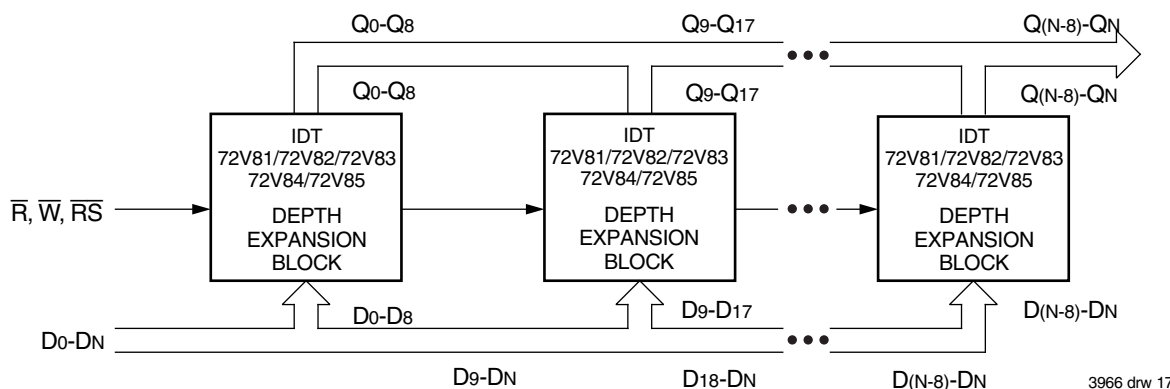 Q0-Q8 Q9-Q17 Q(N-8)-QN
Q0-Q8 Q9-Q17 Q(N-8)-QN
IDT
72V81/72V82/72V83
72V84/72V85
DEPTH
EXPANSION
BLOCK
IDT
72V81/72V82/72V83
72V84/72V85
DEPTH
EXPANSION
BLOCK
IDT
72V81/72V82/72V83
72V84/72V85
DEPTH
EXPANSION
BLOCK
R̅, W̅, R̅S̅
D0-D8 D9-D17 D(N-8)-DN
D0-DN
D9-DN D18-DN D(N-8)-DN
3966 drw 17